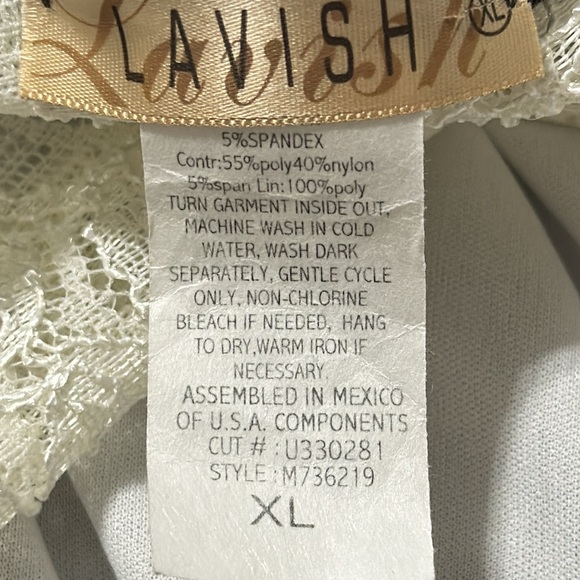 Lavish
LAVISH
XL
5%SPANDEX
Contr:55%poly40%nylon
5%span Lin:100%poly
TURN GARMENT INSIDE OUT,
MACHINE WASH IN COLD
WATER, WASH DARK
SEPARATELY, GENTLE CYCLE
ONLY, NON-CHLORINE
BLEACH IF NEEDED, HANG
TO DRY,WARM IRON IF
NECESSARY
ASSEMBLED IN MEXICO
OF U.S.A. COMPONENTS
CUT # : U330281
STYLE : M736219
XL